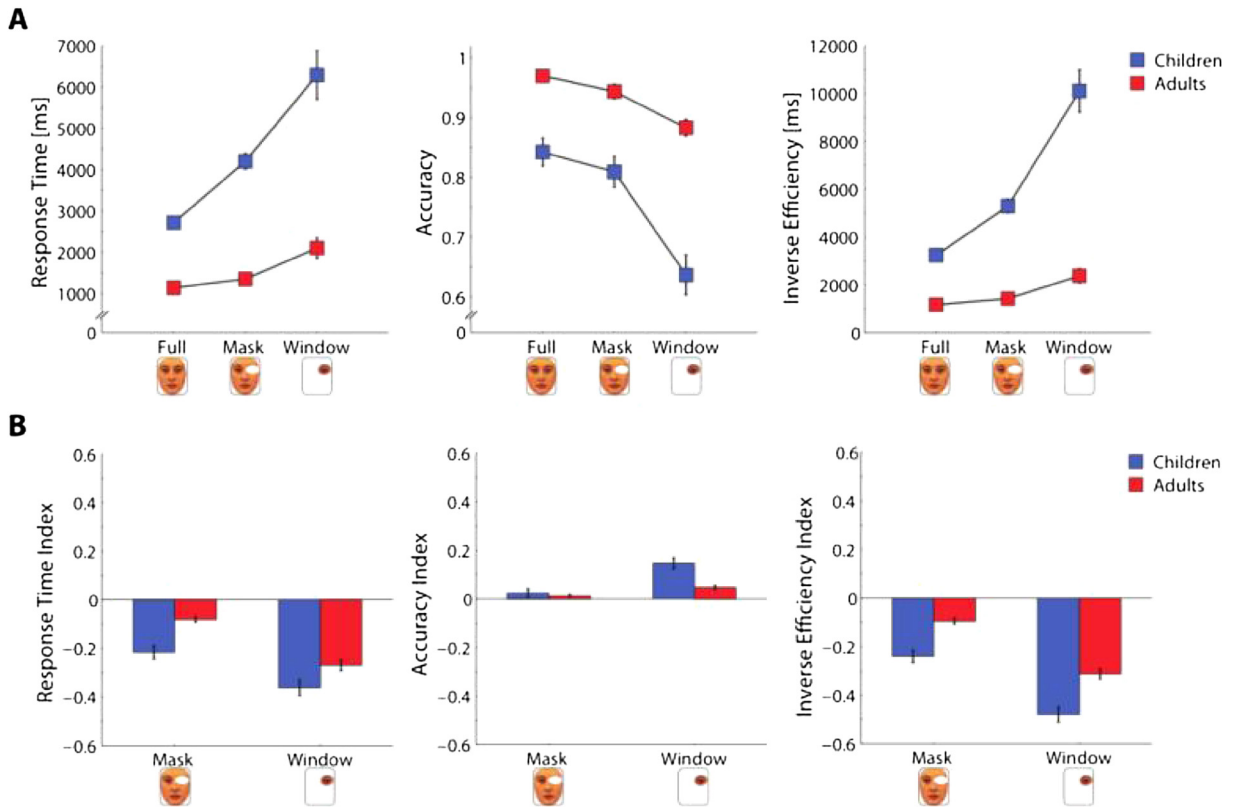 A
Response Time [ms]
7000
6000
5000
4000
3000
2000
1000
0
Full Mask Window
Accuracy
1
0.9
0.8
0.7
0.6
0
Full Mask Window
Inverse Efficiency [ms]
12000
10000
8000
6000
4000
2000
0
Full Mask Window
Children
Adults
B
Response Time Index
0.6
0.4
0.2
0
−0.2
−0.4
−0.6
Mask Window
Accuracy Index
0.6
0.4
0.2
0
−0.2
−0.4
−0.6
Mask Window
Inverse Efficiency Index
0.6
0.4
0.2
0
−0.2
−0.4
−0.6
Mask Window
Children
Adults